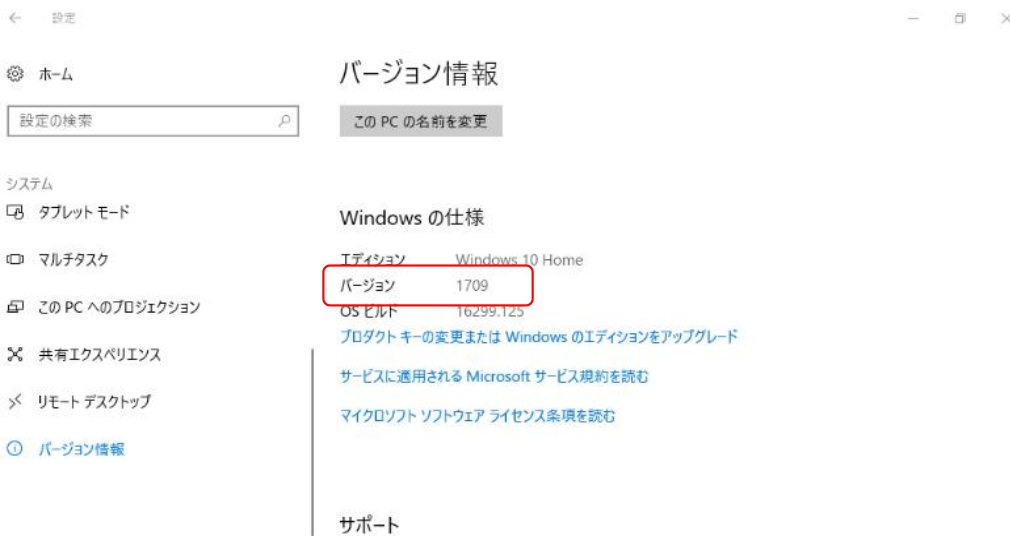 設定
ホーム
設定の検索
システム
タブレット モード
マルチタスク
この PC へのプロジェクション
共有エクスペリエンス
リモート デスクトップ
バージョン情報
バージョン情報
この PC の名前を変更
Windows の仕様
エディション Windows 10 Home
バージョン 1709
OS ビルド 16299.125
プロダクト キーの変更または Windows のエディションをアップグレード
サービスに適用される Microsoft サービス規約を読む
マイクロソフト ソフトウェア ライセンス条項を読む
サポート